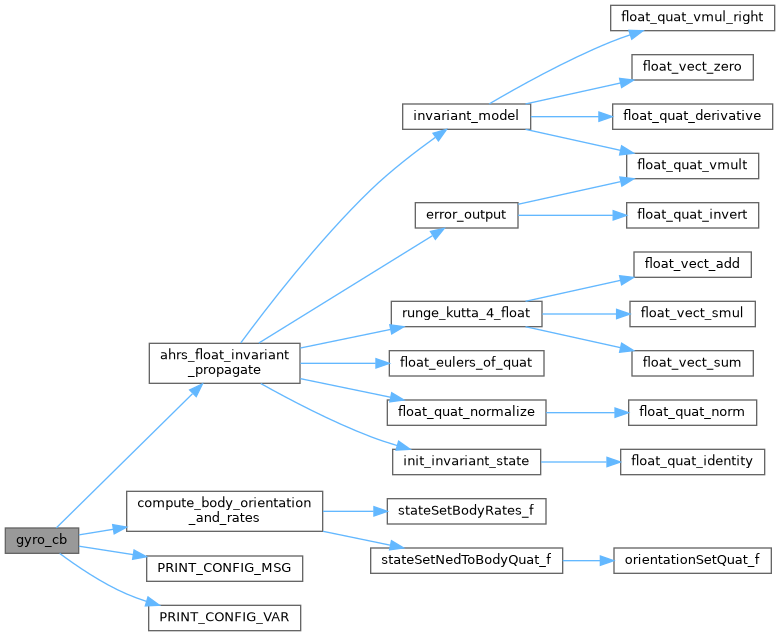 float_quat_vmul_right
float_vect_zero
invariant_model
float_quat_derivative
float_quat_vmult
error_output
float_quat_invert
float_vect_add
runge_kutta_4_float
float_vect_smul
ahrs_float_invariant
_propagate
float_eulers_of_quat
float_vect_sum
float_quat_normalize
float_quat_norm
init_invariant_state
float_quat_identity
compute_body_orientation
_and_rates
stateSetBodyRates_f
gyro_cb
stateSetNedToBodyQuat_f
orientationSetQuat_f
PRINT_CONFIG_MSG
PRINT_CONFIG_VAR